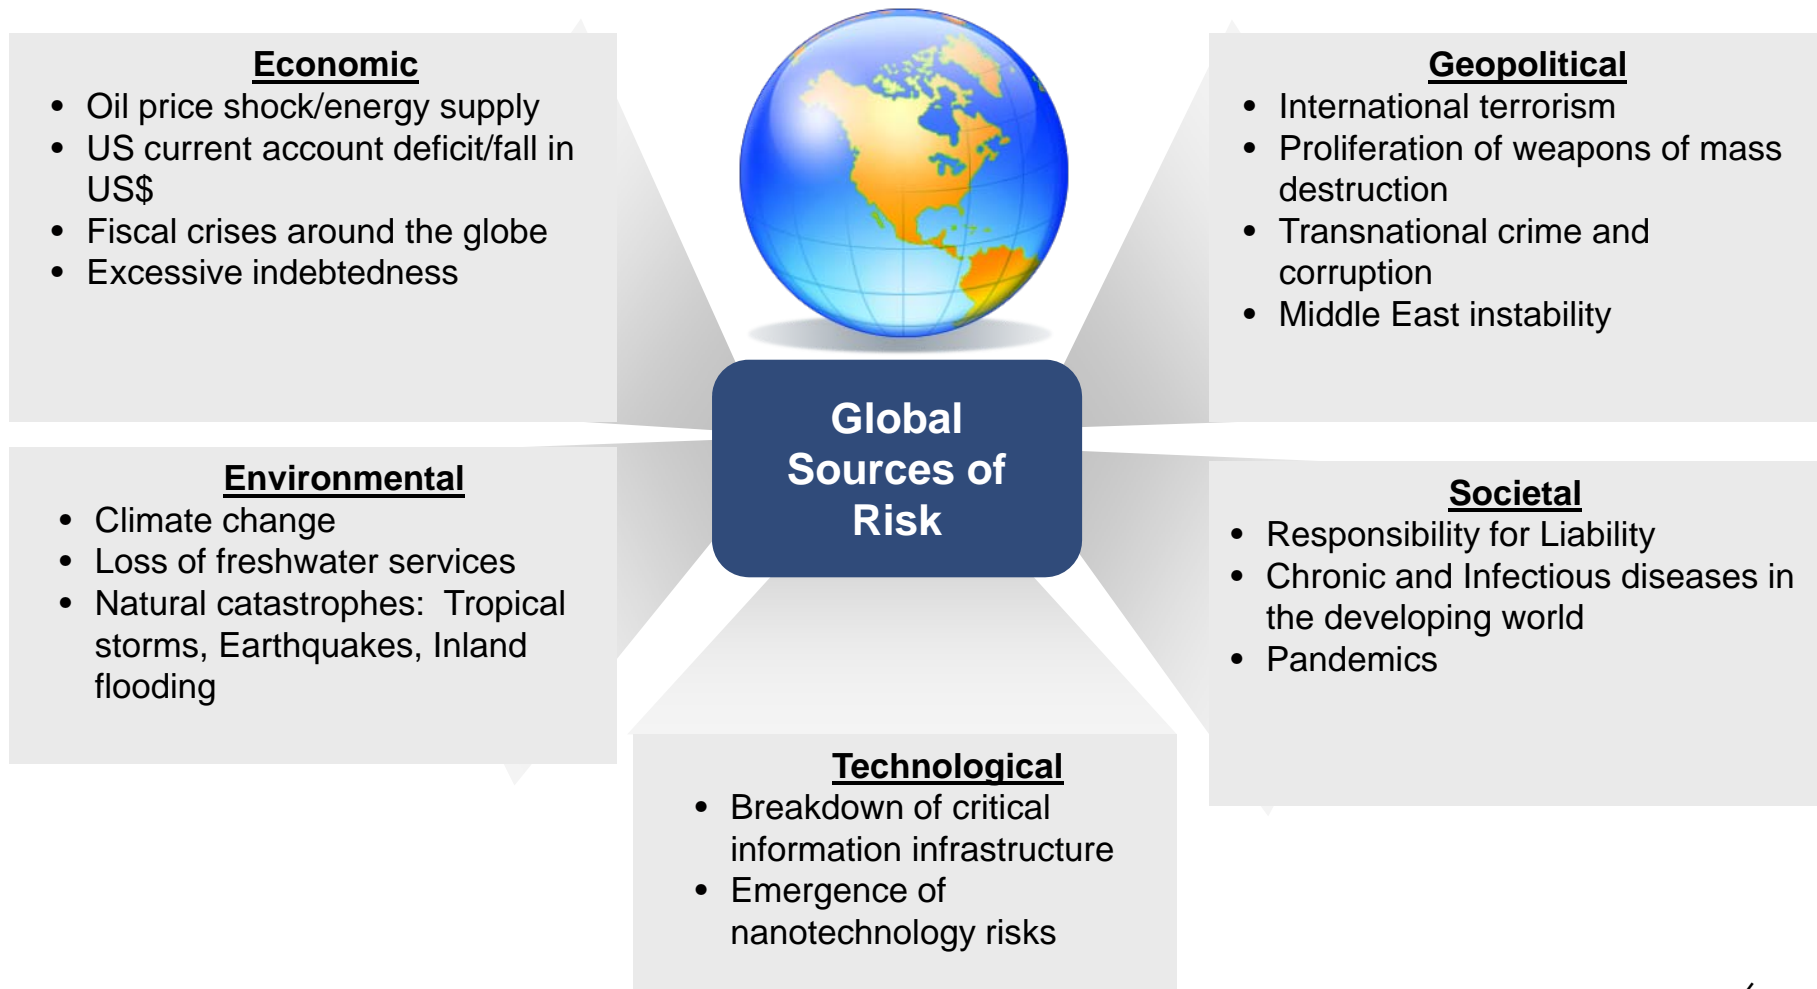 Economic
• Oil price shock/energy supply
• US current account deficit/fall in
US$
• Fiscal crises around the globe
• Excessive indebtedness
Geopolitical
• International terrorism
• Proliferation of weapons of mass
destruction
• Transnational crime and
corruption
• Middle East instability
Global
Sources of
Risk
Environmental
• Climate change
• Loss of freshwater services
• Natural catastrophes:  Tropical
storms, Earthquakes, Inland
flooding
Societal
• Responsibility for Liability
• Chronic and Infectious diseases in
the developing world
• Pandemics
Technological
• Breakdown of critical
information infrastructure
• Emergence of
nanotechnology risks